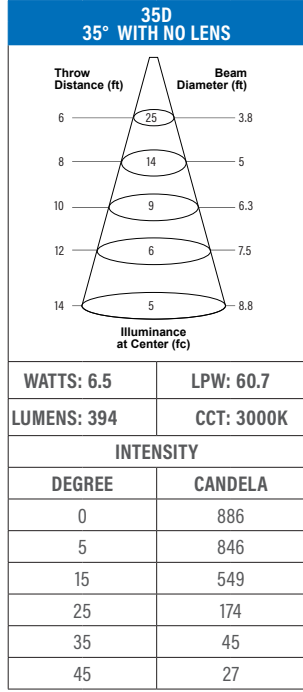 35D
35° WITH NO LENS
Throw Beam
Distance (ft) Diameter (ft)
6 25 3.8
8 14 5
10 9 6.3
12 6 7.5
14 5 8.8
Illuminance
at Center (fc)
WATTS: 6.5 LPW: 60.7
LUMENS: 394 CCT: 3000K
INTENSITY
DEGREE CANDELA
0 886
5 846
15 549
25 174
35 45
45 27